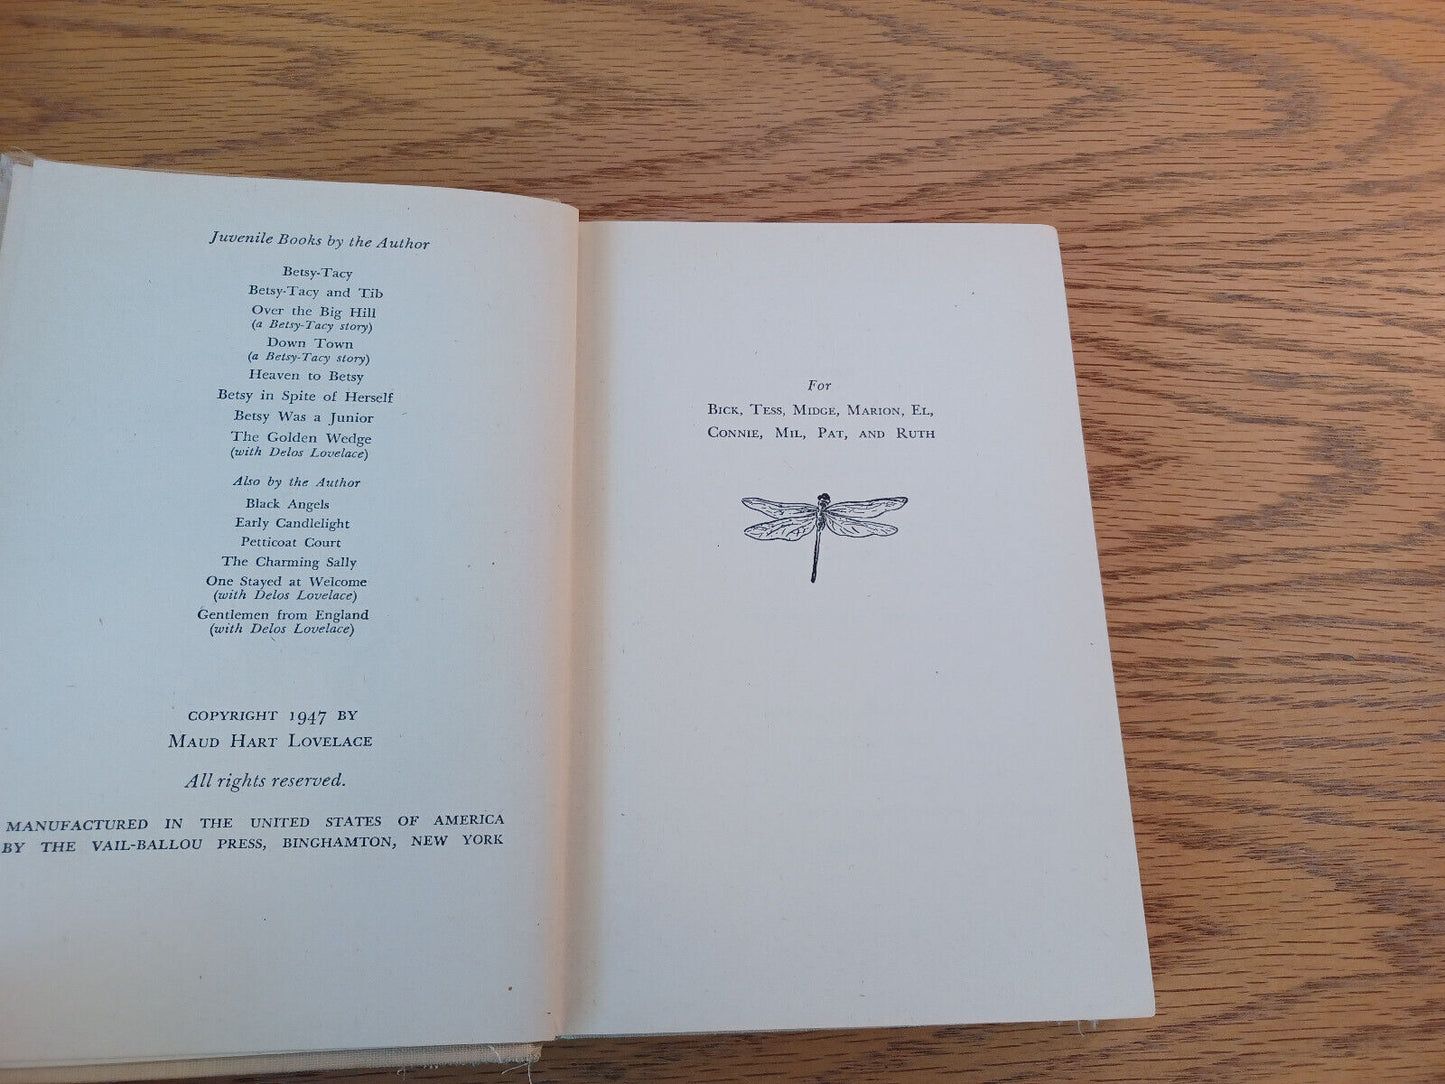 Juvenile Books by the Author
Betsy-Tacy
Betsy-Tacy and Tib
Over the Big Hill
(a Betsy-Tacy story)
Down Town
(a Betsy-Tacy story)
Heaven to Betsy
Betsy in Spite of Herself
Betsy Was a Junior
The Golden Wedge
(with Delos Lovelace)
Also by the Author
Black Angels
Early Candlelight
Petticoat Court
The Charming Sally
One Stayed at Welcome
(with Delos Lovelace)
Gentlemen from England
(with Delos Lovelace)
COPYRIGHT 1947 BY
MAUD HART LOVELACE
All rights reserved.
MANUFACTURED IN THE UNITED STATES OF AMERICA
BY THE VAIL-BALLOU PRESS, BINGHAMTON, NEW YORK
For
BICK, TESS, MIDGE, MARION, EL,
CONNIE, MIL, PAT, AND RUTH